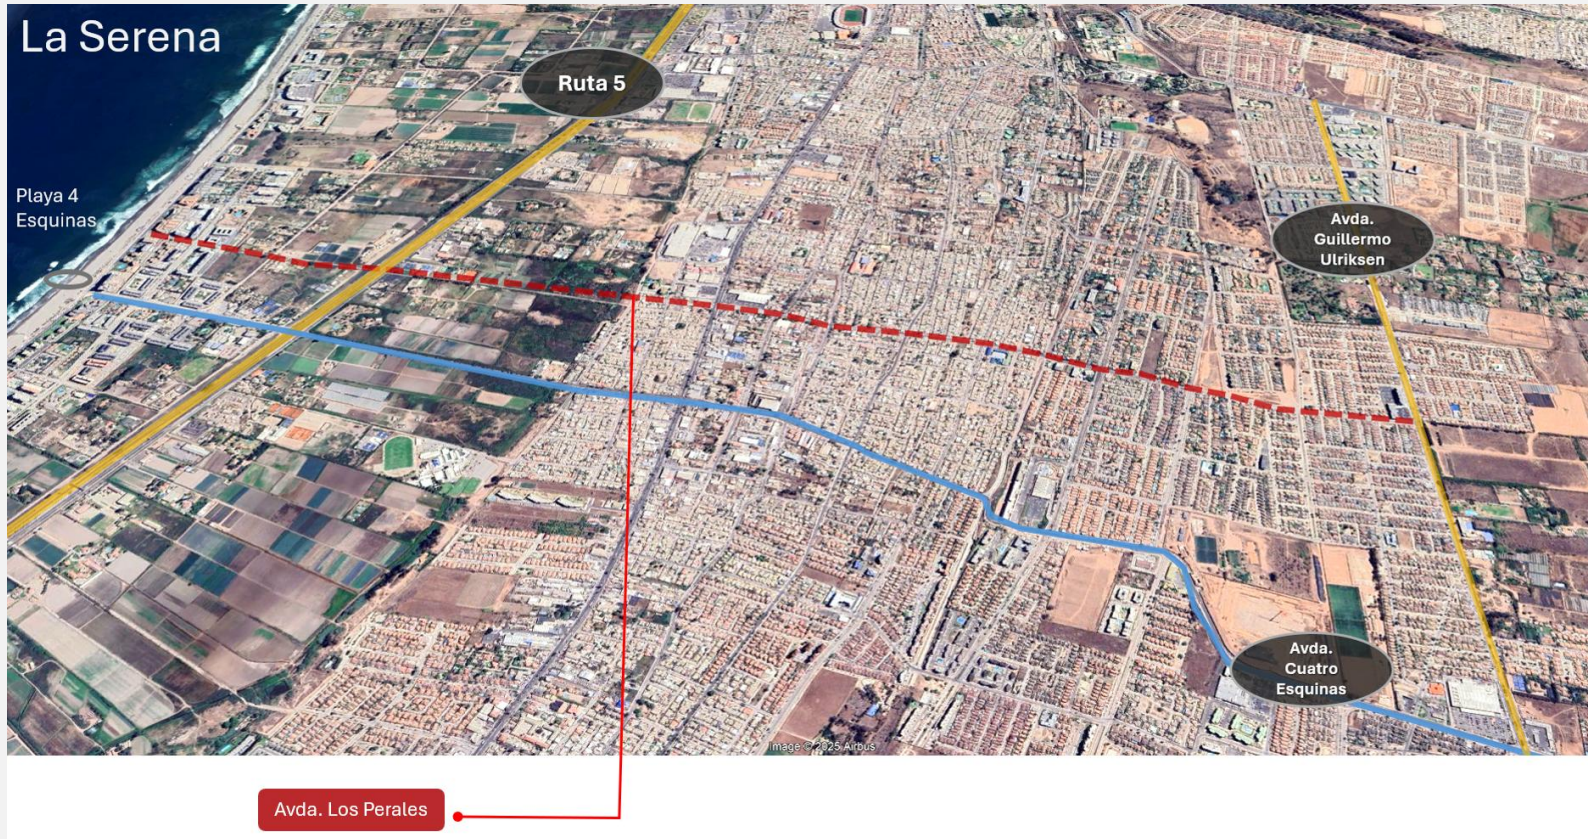 La Serena
Ruta 5
Playa 4
Esquinas
Avda.
Guillermo
Ulriksen
Avda.
Cuatro
Esquinas
Image © 2025 Airbus
Avda. Los Perales